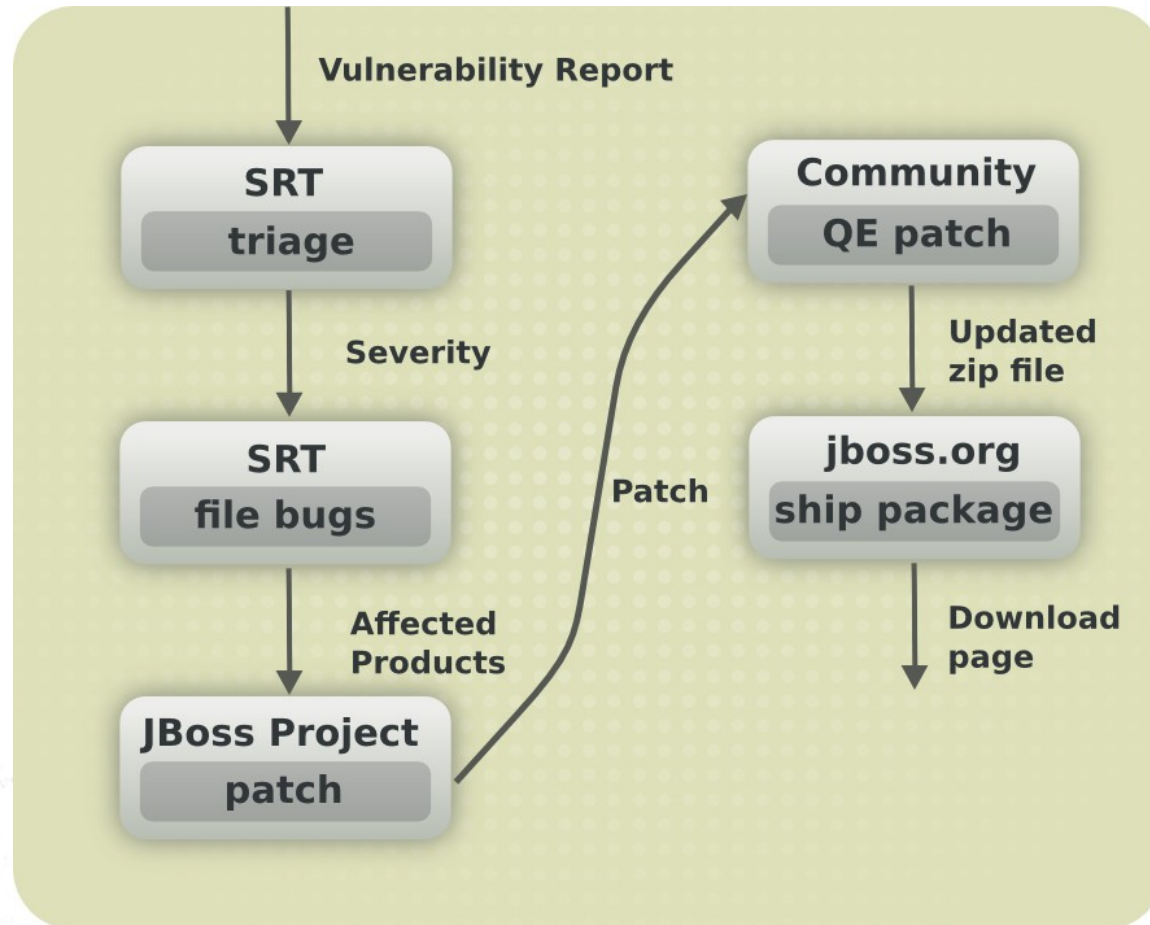 Vulnerability Report
SRT
triage
Severity
SRT
file bugs
Affected
Products
JBoss Project
patch
Patch
Community
QE patch
Updated
zip file
jboss.org
ship package
Download
page